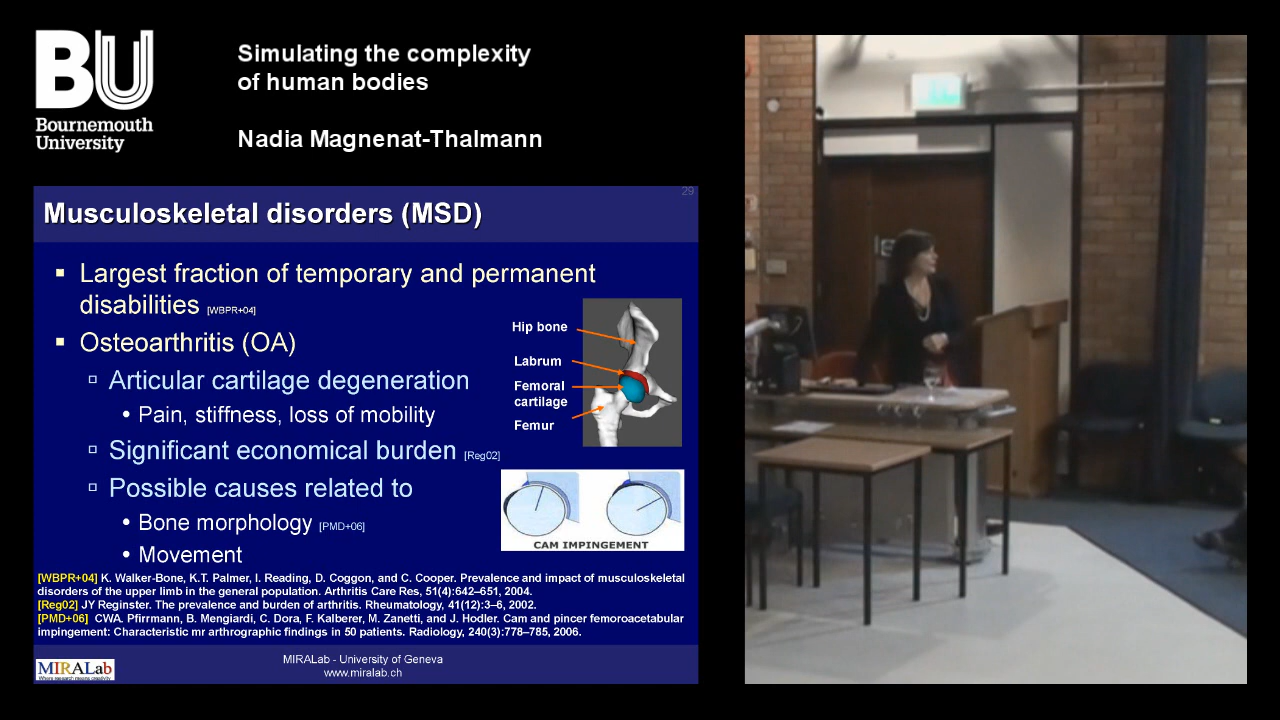 BU
Bournemouth
University
Simulating the complexity
of human bodies
Nadia Magnenat-Thalmann
29
Musculoskeletal disorders (MSD)
Largest fraction of temporary and permanent
disabilities [WBPR+04]
Osteoarthritis (OA)
Articular cartilage degeneration
• Pain, stiffness, loss of mobility
Significant economical burden [Reg02]
Possible causes related to
• Bone morphology [PMD+06]
• Movement
Hip bone
Labrum
Femoral
cartilage
Femur
CAM IMPINGEMENT
[WBPR+04] K. Walker-Bone, K.T. Palmer, I. Reading, D. Coggon, and C. Cooper. Prevalence and impact of musculoskeletal
disorders of the upper limb in the general population. Arthritis Care Res, 51(4):642–651, 2004.
[Reg02] JY Reginster. The prevalence and burden of arthritis. Rheumatology, 41(12):3–6, 2002.
[PMD+06] CWA. Pfirrmann, B. Mengiardi, C. Dora, F. Kalberer, M. Zanetti, and J. Hodler. Cam and pincer femoroacetabular
impingement: Characteristic mr arthrographic findings in 50 patients. Radiology, 240(3):778–785, 2006.
MIRALab
MIRALab - University of Geneva
www.miralab.ch